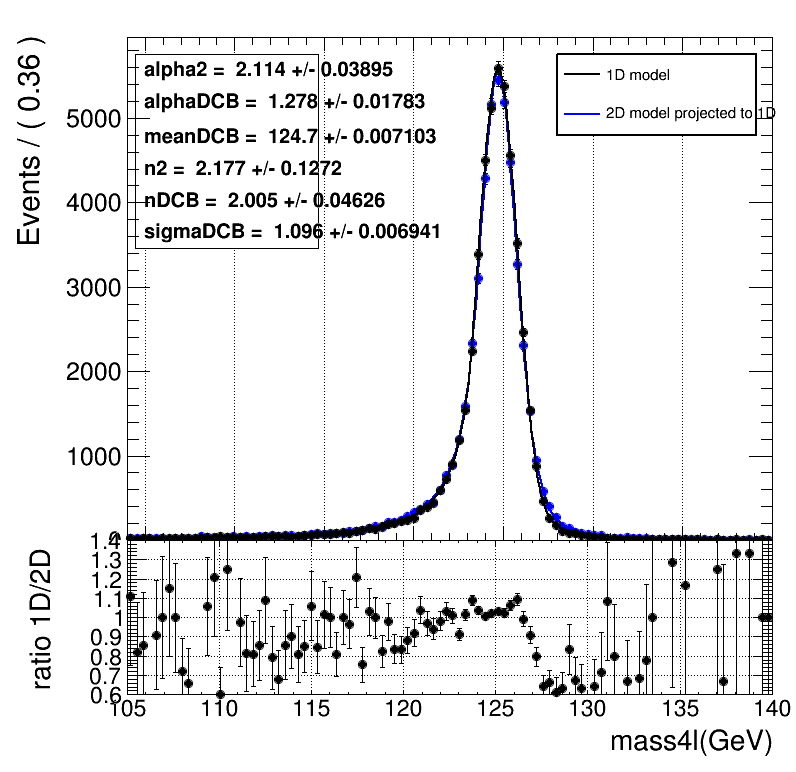 Events / ( 0.36 )
alpha2 = 2.114 +/- 0.03895
alphaDCB = 1.278 +/- 0.01783
meanDCB = 124.7 +/- 0.007103
n2 = 2.177 +/- 0.1272
nDCB = 2.005 +/- 0.04626
sigmaDCB = 1.096 +/- 0.006941
1D model
2D model projected to 1D
5000
4000
3000
2000
1000
ratio 1D/2D
1.4
1.3
1.2
1.1
1
0.9
0.8
0.7
0.6
105 110 115 120 125 130 135 140
mass4l(GeV)